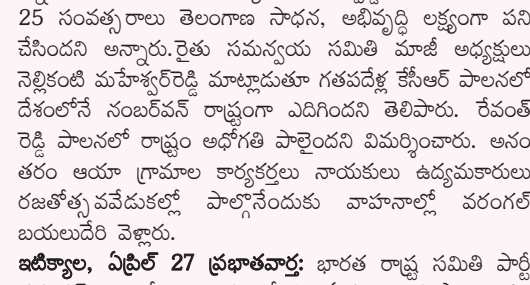 25 సంవత్సరాలు తెలంగాణ సాధన, అభివృద్ధి లక్ష్యంగా పని
చేసిందని అన్నారు.రైతు సమన్వయ సమితి మాజీ అధ్యక్షులు
నెల్లికంటి మహేశ్వర్‌రెడ్డి మాట్లాడుతూ గతపదేళ్ల కేసీఆర్ పాలనలో
దేశంలోనే నంబర్‌వన్ రాష్ట్రంగా ఎదిగిందని తెలిపారు. రేవంత్
రెడ్డి పాలనలో రాష్ట్రం అధోగతి పాలైందని విమర్శించారు. అనం
తరం ఆయా గ్రామాల కార్యకర్తలు నాయకులు ఉద్యమకారులు
రజతోత్సవవేడుకల్లో పాల్గొనేందుకు వాహనాల్లో వరంగల్
బయలుదేరి వెళ్లారు.
ఇటిక్యాల, ఏప్రిల్ 27 ప్రభాతవార్త: భారత రాష్ట్ర సమితి పార్టీ